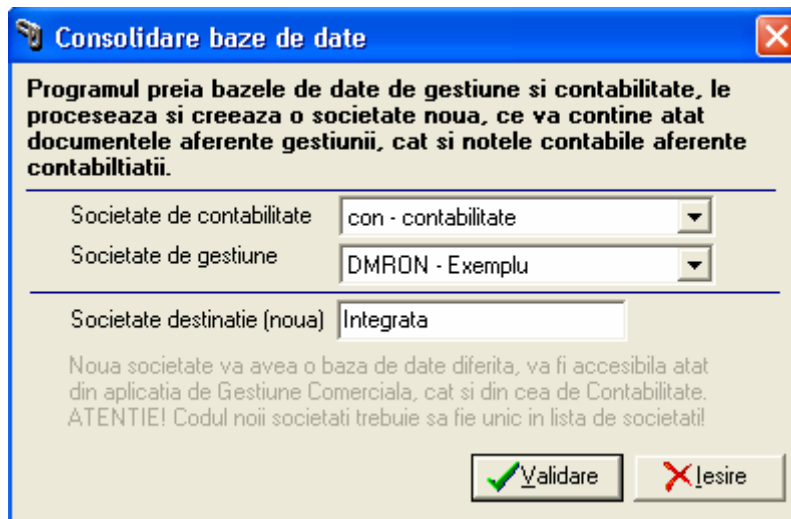 Consolidare baze de date
Programul preia bazele de date de gestiune si contabilitate, le
proceseaza si creeaza o societate noua, ce va contine atat
documentele aferente gestiunii, cat si notele contabile aferente
contabiltiatii.
Societate de contabilitate con - contabilitate
Societate de gestiune DMRON - Exemplu
Societate destinatie (noua) Integrata
Noua societate va avea o baza de date diferita, va fi accesibila atat
din aplicatia de Gestiune Comerciala, cat si din cea de Contabilitate.
ATENTIE! Codul noii societati trebuie sa fie unic in lista de societati!
Validare Iesire